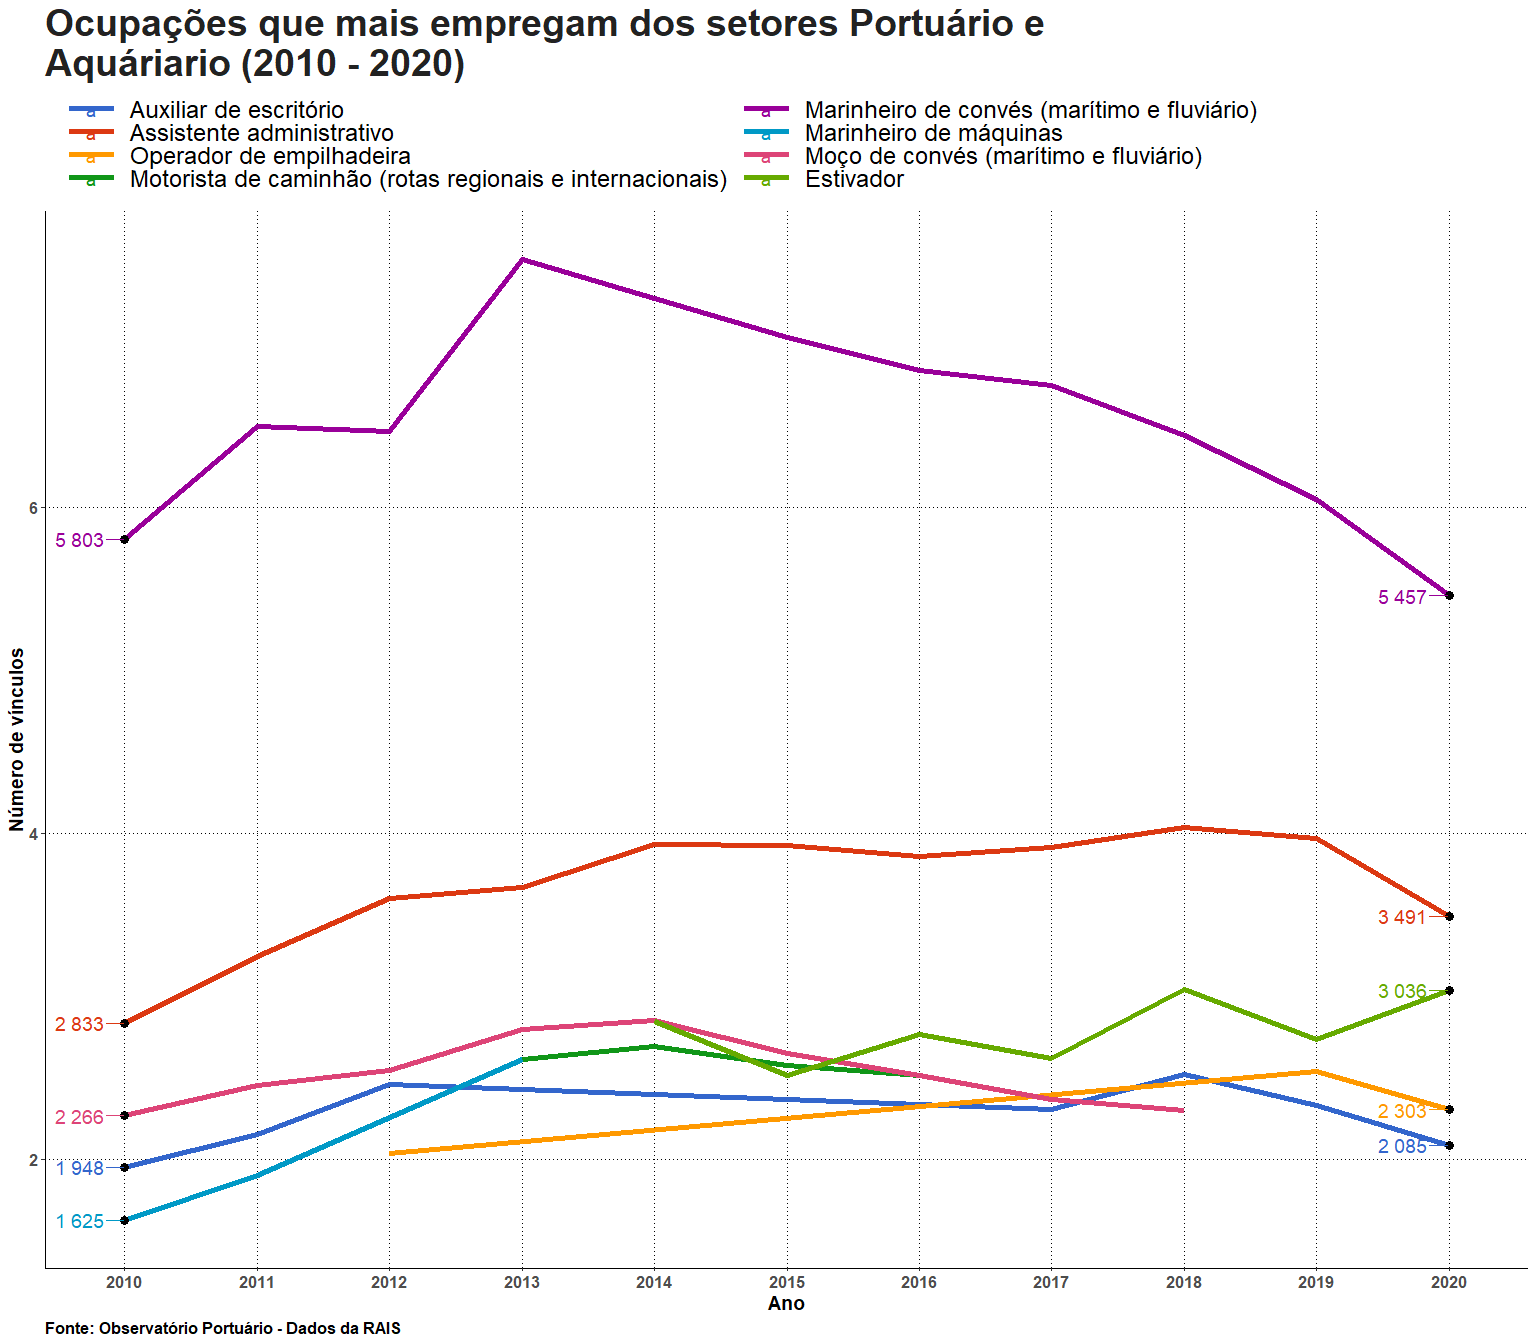 Ocupações que mais empregam dos setores Portuário e
Aquáriario (2010 - 2020)
a Auxiliar de escritório
a Assistente administrativo
a Operador de empilhadeira
a Motorista de caminhão (rotas regionais e internacionais)
a Marinheiro de convés (marítimo e fluviário)
a Marinheiro de máquinas
a Moço de convés (marítimo e fluviário)
a Estivador
Número de vínculos
6
4
2
5 803
2 833
2 266
1 948
1 625
5 457
3 491
3 036
2 303
2 085
2010 2011 2012 2013 2014 2015 2016 2017 2018 2019 2020
Ano
Fonte: Observatório Portuário - Dados da RAIS